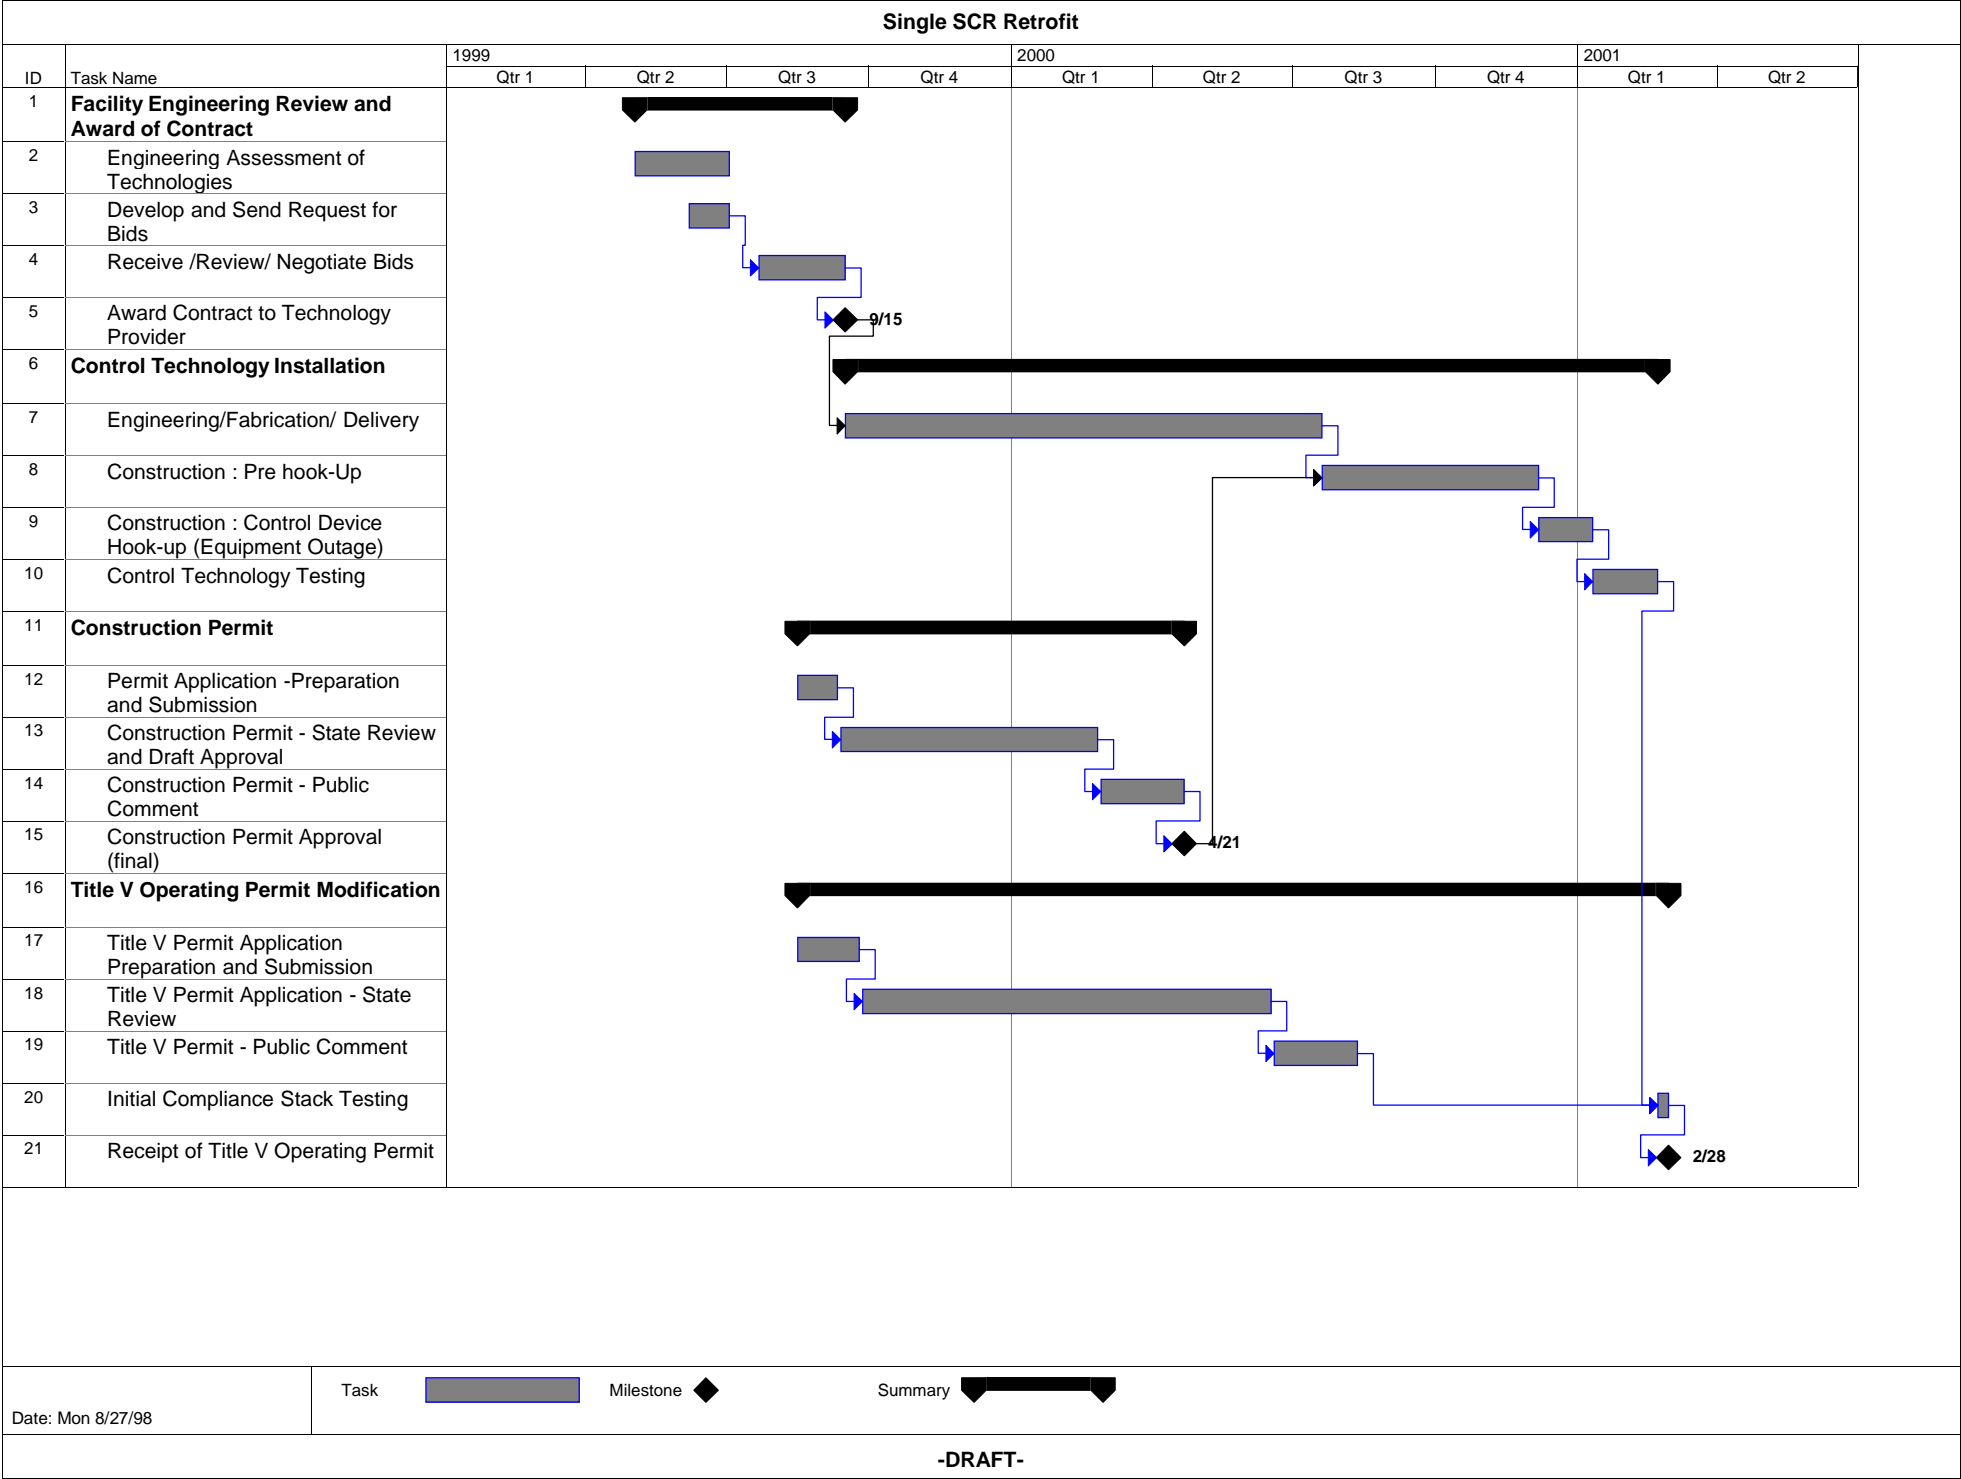 Single SCR Retrofit
1999 2000 2001
ID Task Name Qtr 1 Qtr 2 Qtr 3 Qtr 4 Qtr 1 Qtr 2 Qtr 3 Qtr 4 Qtr 1 Qtr 2
1 Facility Engineering Review and
Award of Contract
2 Engineering Assessment of
Technologies
3 Develop and Send Request for
Bids
4 Receive /Review/ Negotiate Bids
5 Award Contract to Technology 9/15
Provider
6 Control Technology Installation
7 Engineering/Fabrication/ Delivery
8 Construction : Pre hook-Up
9 Construction : Control Device
Hook-up (Equipment Outage)
10 Control Technology Testing
11 Construction Permit
12 Permit Application -Preparation
and Submission
13 Construction Permit - State Review
and Draft Approval
14 Construction Permit - Public
Comment
15 Construction Permit Approval 4/21
(final)
16 Title V Operating Permit Modification
17 Title V Permit Application
Preparation and Submission
18 Title V Permit Application - State
Review
19 Title V Permit - Public Comment
20 Initial Compliance Stack Testing
21 Receipt of Title V Operating Permit 2/28
Task Milestone Summary
Date: Mon 8/27/98
-DRAFT-